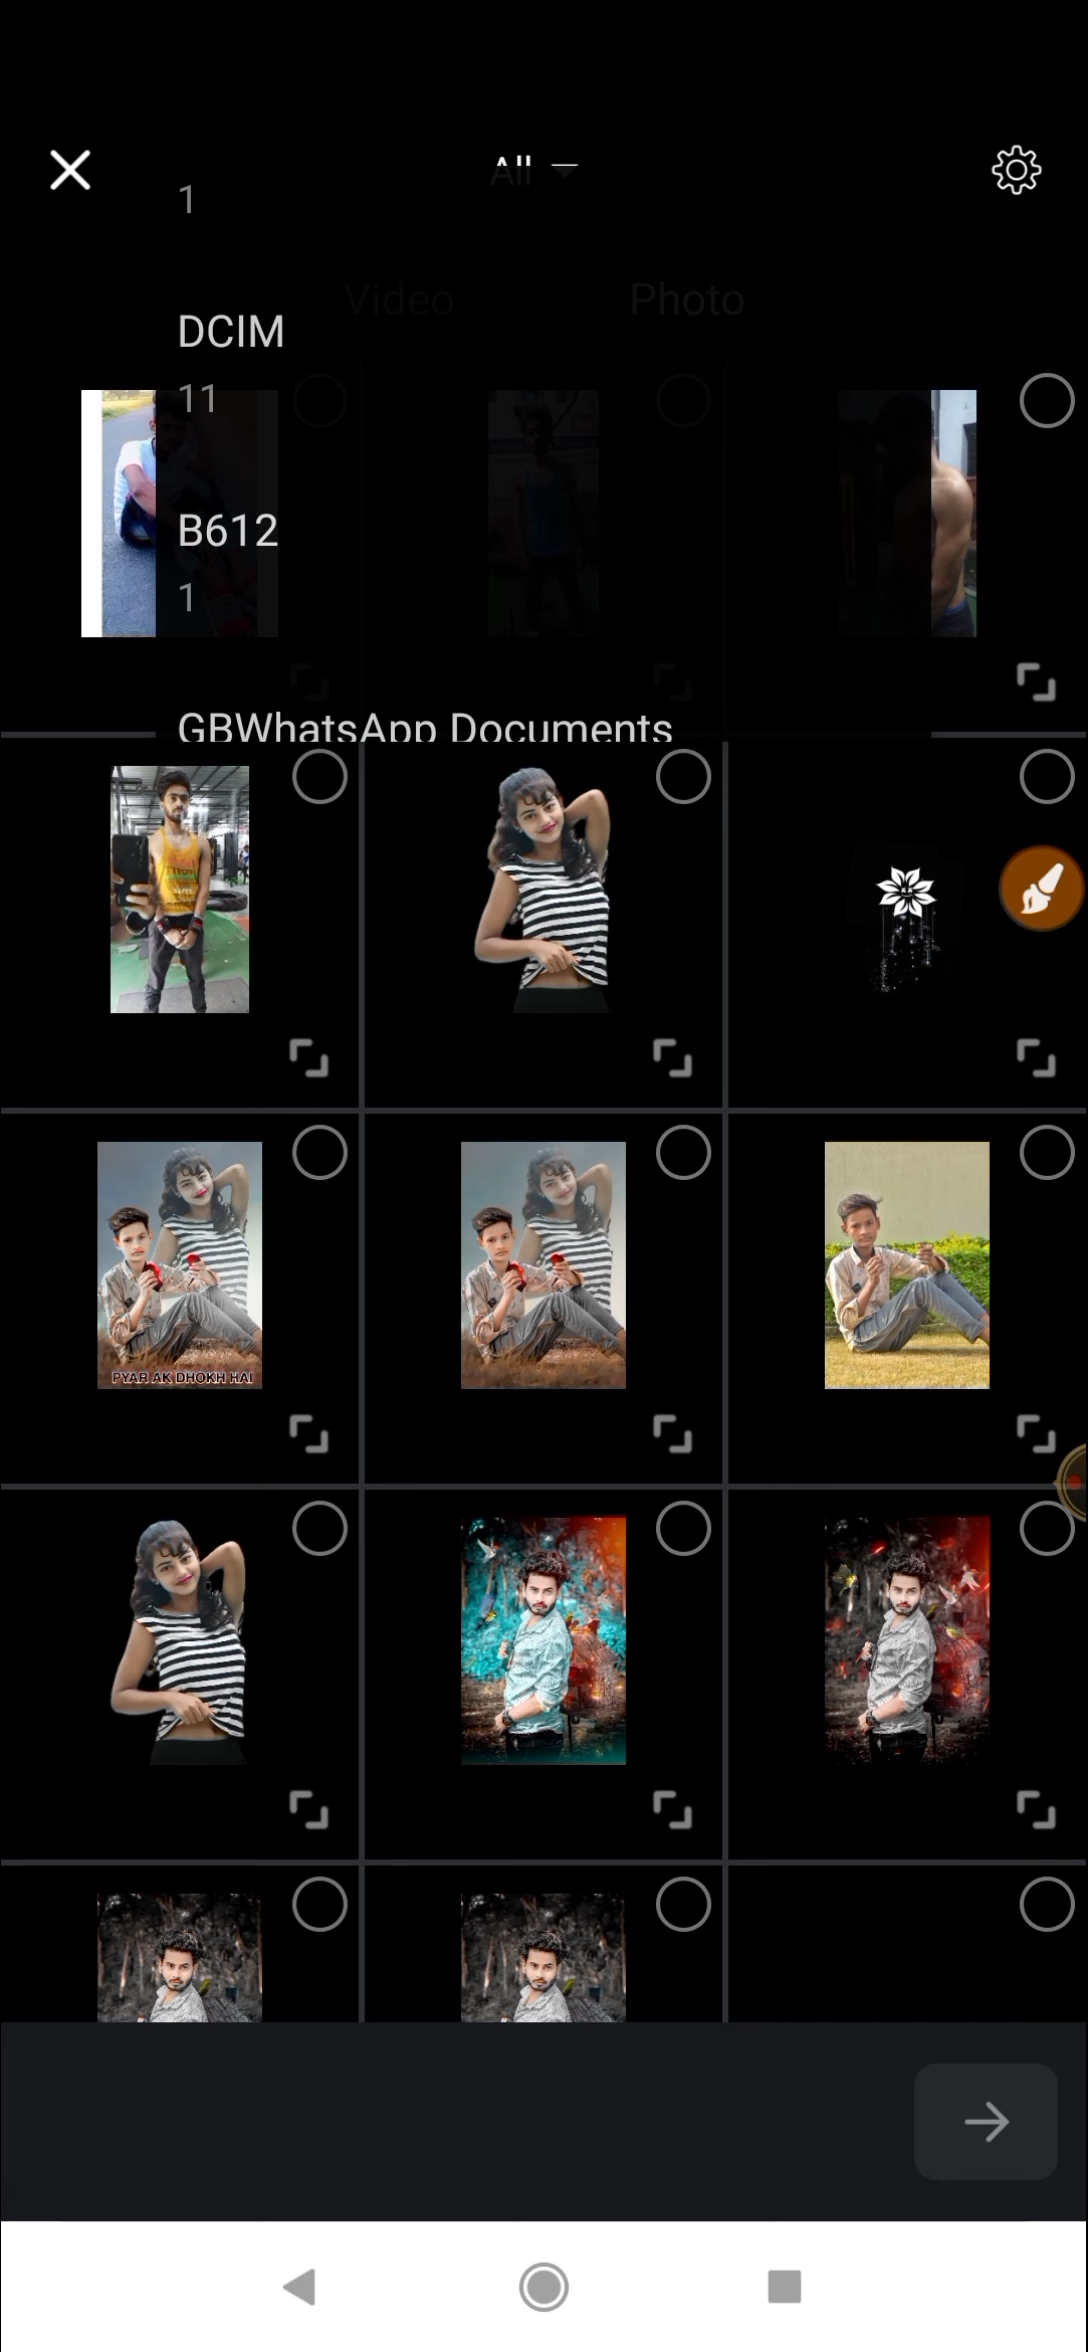 All
1
Video Photo
DCIM
11
B612
1
GBWhatsApp Documents
PYAR AK DHOKH HAI